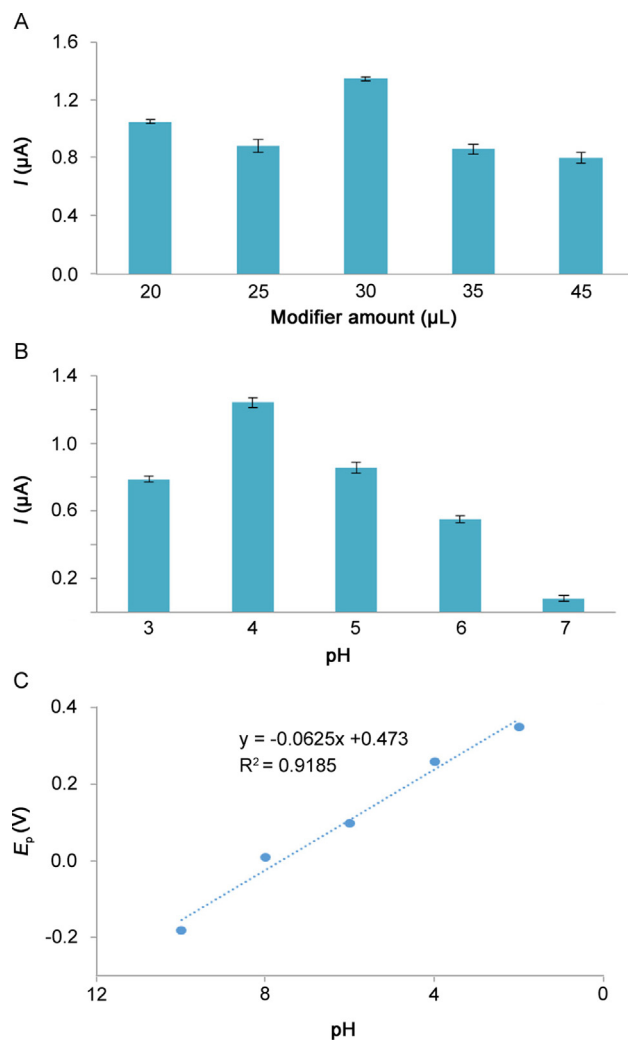 A
1.6
1.2
0.8
0.4
0.0
I (µA)
20 25 30 35 45
Modifier amount (µL)
B
1.4
1.0
0.6
0.2
I (µA)
3 4 5 6 7
pH
C
0.4
0.2
0.0
-0.2
Ep (V)
y = -0.0625x +0.473
R² = 0.9185
12 8 4 0
pH